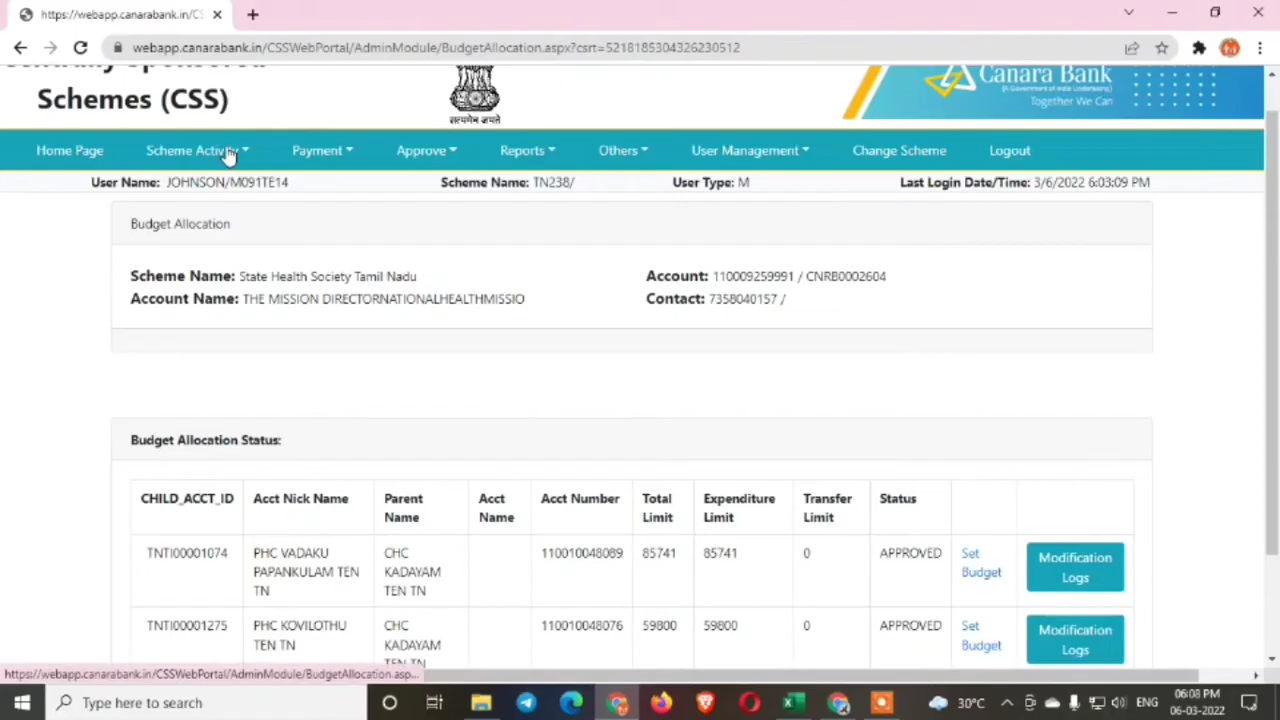 https://webapp.canarabank.in/CS
webapp.canarabank.in/CSSWebPortal/AdminModule/BudgetAllocation.aspx?csrt=5218185304326230512
Schemes (CSS)
सत्यमेव जयते
Canara Bank
Together We Can
Home Page Scheme Activity Payment Approve Reports Others User Management Change Scheme Logout
User Name: JOHNSON/M091TE14 Scheme Name: TN238/ User Type: M Last Login Date/Time: 3/6/2022 6:03:09 PM
Budget Allocation
Scheme Name: State Health Society Tamil Nadu Account: 110009259991 / CNRB0002604
Account Name: THE MISSION DIRECTORNATIONALHEALTHMISSIO Contact: 7358040157 /
Budget Allocation Status:
CHILD_ACCT_ID Acct Nick Name Parent Acct Acct Number Total Expenditure Transfer Status
Name Name Limit Limit Limit
TNTI00001074 PHC VADAKU CHC 110010048089 85741 85741 0 APPROVED Set Modification
PAPANKULAM TEN KADAYAM Budget Logs
TN TEN TN
TNTI00001275 PHC KOVILOTHU CHC 110010048076 59800 59800 0 APPROVED Set Modification
TEN TN KADAYAM Budget Logs
TEN TN
https://webapp.canarabank.in/CSSWebPortal/AdminModule/BudgetAllocation.asp...
Type here to search 30°C ENG 06:08 PM
06-03-2022